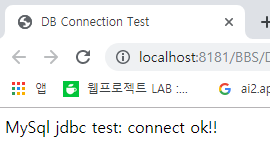 DB Connection Test
localhost:8181/BBS/D
앱 웹프로젝트 LAB :... ai2.ap
MySql jdbc test: connect ok!!